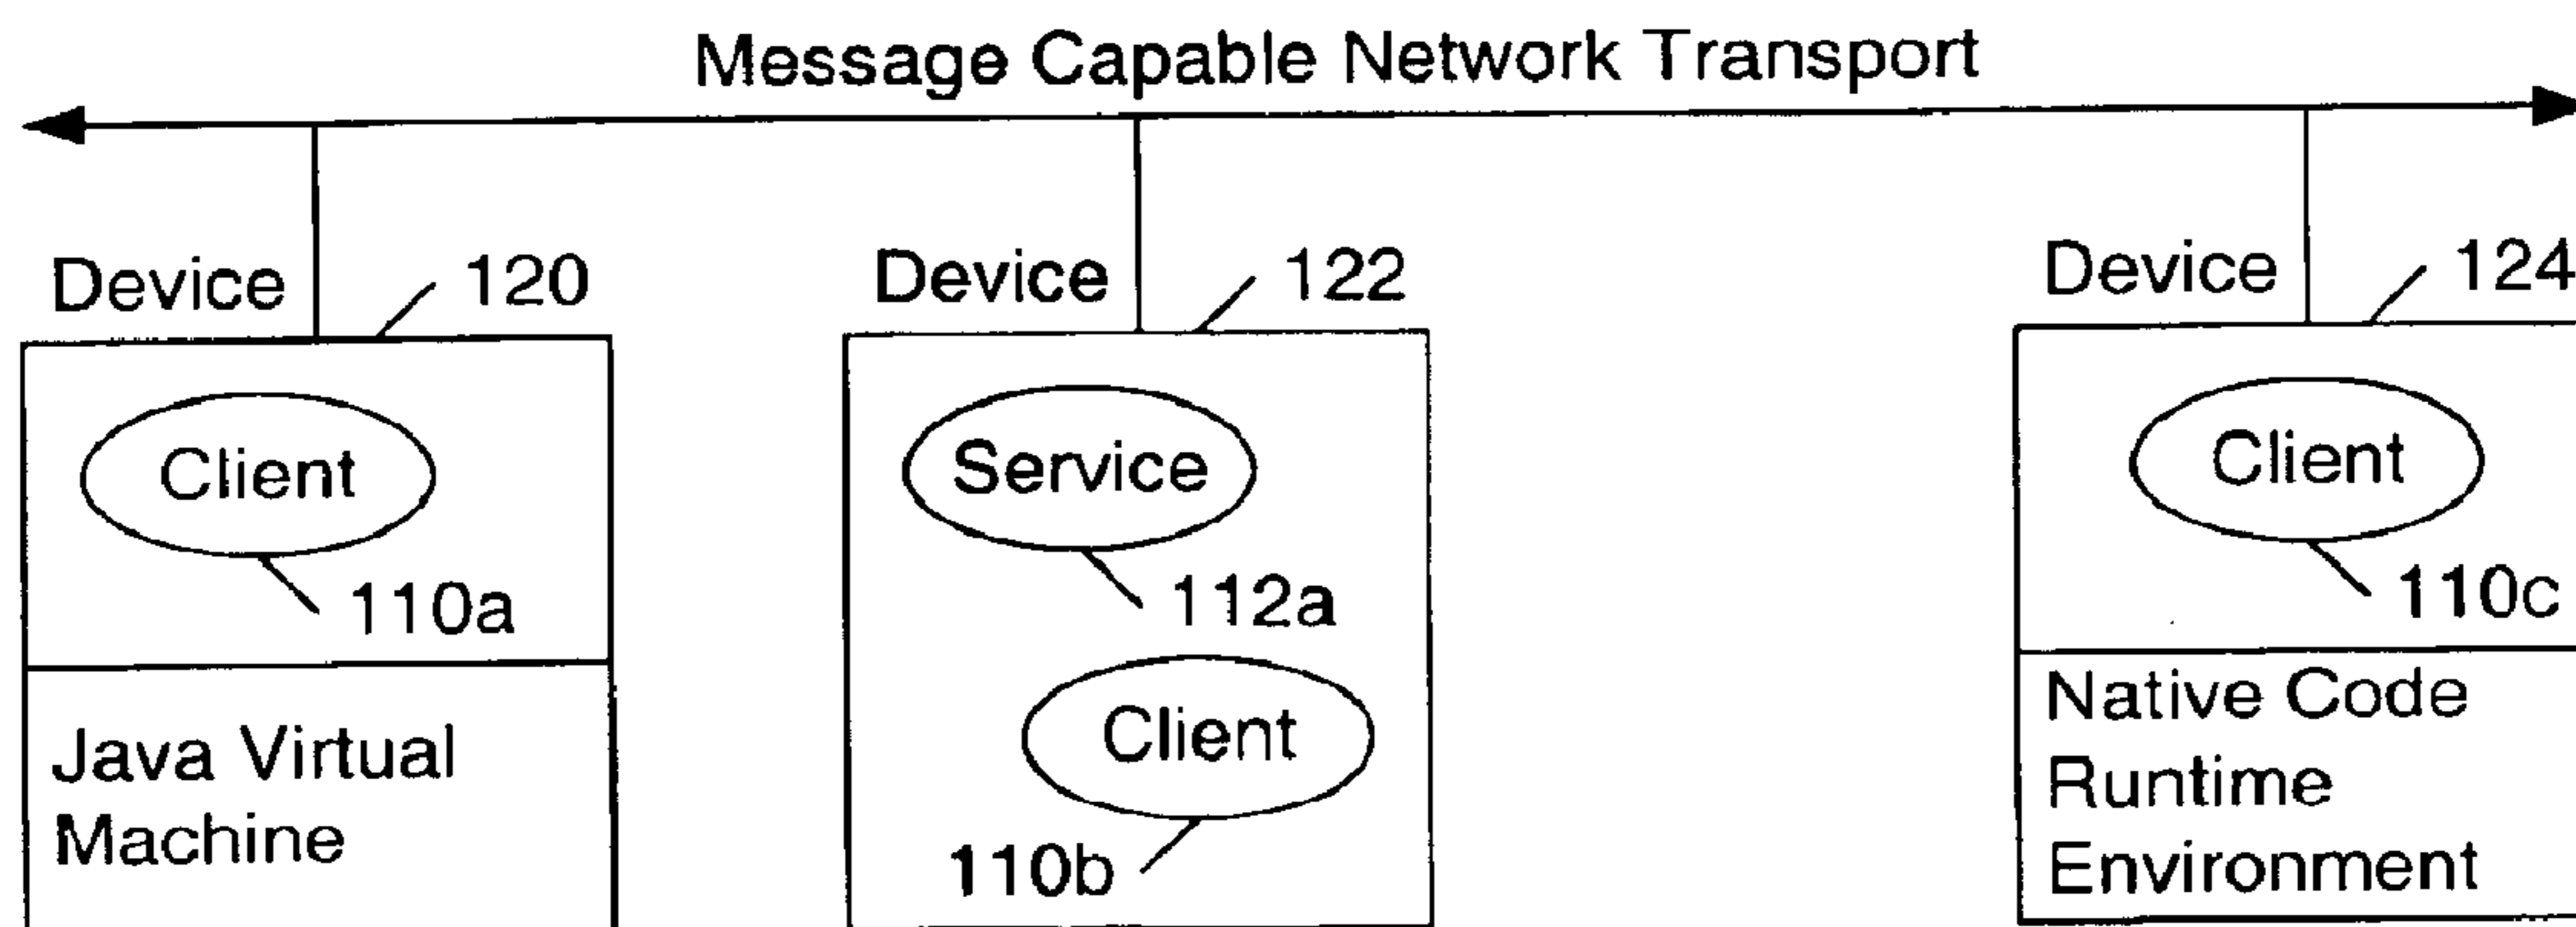 Message Capable Network Transport
Device
120
Device
122
Device
124
Client
110a
Java Virtual
Machine
Service
112a
Client
110b
Client
110c
Native Code
Runtime
Environment